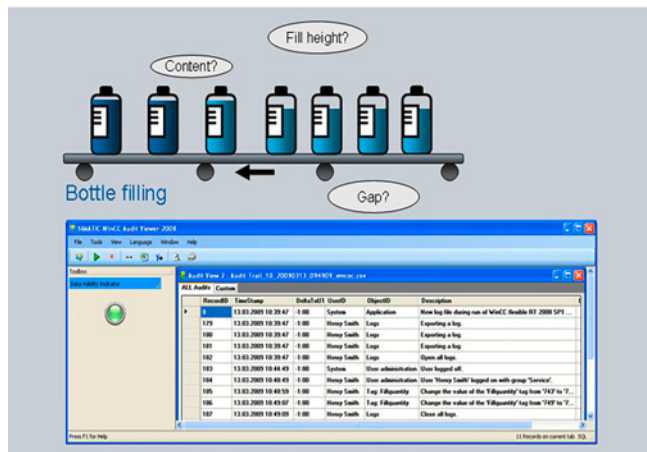 Fill height?
Content?
Bottle filling
Gap?
SIMATIC WinCC Audit Viewer 2008
File Tools View Language Window Help
Toolbox
Data Validity Indicator
Audit View 2 - Audit Trail_10_20090313_094909_wmcsc.csv
ALL Audits Custom
RecordID TimeStamp DeltaToUT UserID ObjectID Description
13.03.2009 10:39:47 -1:00 System Application New log file during run of WinCC flexible RT 2008 SP1 ...
179 13.03.2009 10:39:47 -1:00 Henry Smith Logs Exporting a log.
180 13.03.2009 10:39:47 -1:00 Henry Smith Logs Exporting a log.
181 13.03.2009 10:39:47 -1:00 Henry Smith Logs Exporting a log.
182 13.03.2009 10:39:47 -1:00 Henry Smith Logs Open all logs.
183 13.03.2009 10:44:49 -1:00 System User administration User logged off.
184 13.03.2009 10:48:49 -1:00 Henry Smith User administration User 'Henry Smith' logged on with group 'Service'.
185 13.03.2009 10:48:59 -1:00 Henry Smith Tag: Fillquantity Change the value of the 'Fillquantity' tag from '743' to '7...
186 13.03.2009 10:49:07 -1:00 Henry Smith Tag: Fillquantity Change the value of the 'Fillquantity' tag from '749' to '7...
187 13.03.2009 10:49:09 -1:00 Henry Smith Logs Close all logs.
Press F1 for Help 11 Records on current tab SQL